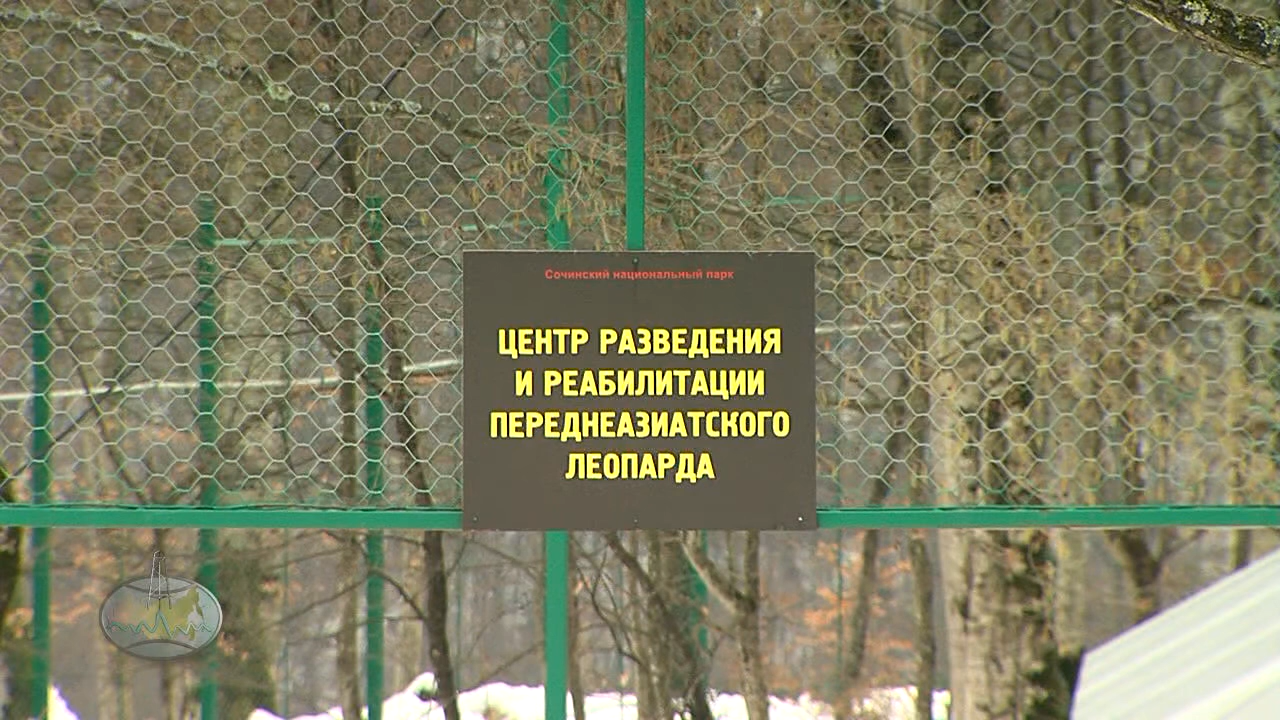 Сочинский национальный парк
ЦЕНТР РАЗВЕДЕНИЯ
И РЕАБИЛИТАЦИИ
ПЕРЕДНЕАЗИАТСКОГО
ЛЕОПАРДА